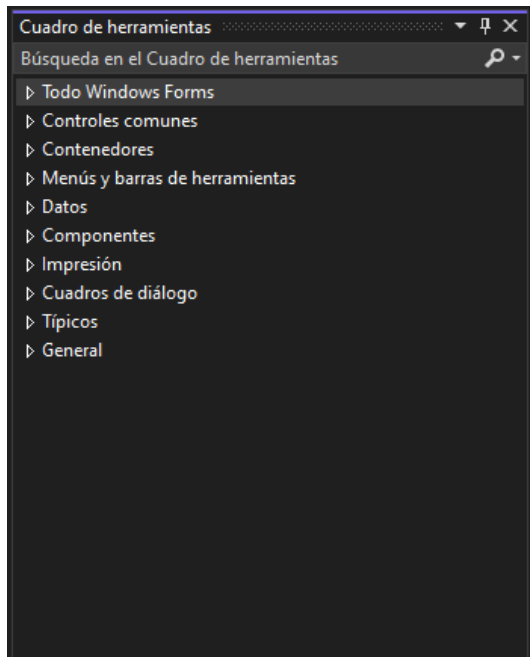 Cuadro de herramientas
Búsqueda en el Cuadro de herramientas
Todo Windows Forms
Controles comunes
Contenedores
Menús y barras de herramientas
Datos
Componentes
Impresión
Cuadros de diálogo
Típicos
General